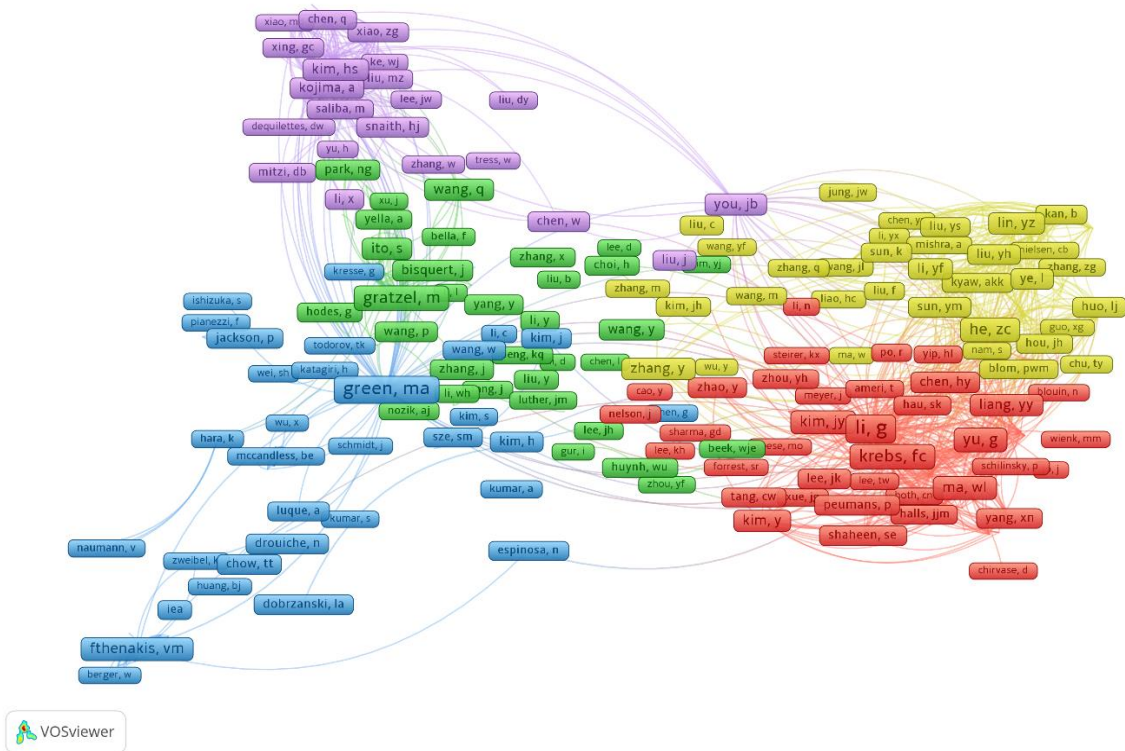 xiao, m
chen, q
xiao, zg
xing, gc
ke, wj
kim, hs
liu, mz
kojima, a
lee, jw
liu, dy
saliba, m
dequilettes, dw
snaith, hj
yu, h
mitzi, db
park, ng
zhang, w
tress, w
li, x
xu, j
wang, q
yella, a
chen, w
you, jb
jung, jw
ito, s
bella, f
liu, c
chen, y
lin, yz
kan, b
liu, ys
li, yx
mishra, a
nielsen, cb
sun, k
liu, yh
kresse, g
bisquert, j
zhang, x
lee, d
choi, h
liu, j
wang, yf
zhang, q
wang, jl
li, yf
kyaw, akk
ye, l
zhang, zg
ishizuka, s
gratzel, m
yang, y
liu, b
zhang, m
wang, m
liao, hc
liu, f
sun, ym
huo, lj
hodes, g
pianezzi, f
jackson, p
wang, p
li, y
li, c
kim, j
wang, y
kim, jh
li, n
he, zc
guo, xg
hou, jh
nam, s
todorov, tk
wang, w
steirer, kx
ma, w
po, r
yip, hl
blom, pwm
chu, ty
wei, sh
katagiri, h
zhang, j
zhang, y
wu, y
zhou, yh
green, ma
li, wh
liu, y
luther, jm
cao, y
zhao, y
meyer, j
ameri, t
chen, hy
blouin, n
nozik, aj
kim, s
nelson, j
hau, sk
liang, yy
wu, x
hara, k
schmidt, j
sze, sm
kim, h
lee, jh
sharma, gd
kim, jy
li, g
yu, g
wienk, mm
mccandless, be
gur, i
lee, kh
beek, wje
krebs, fc
huynh, wu
forrest, sr
schilinsky, p
kumar, a
zhou, yf
lee, jk
lee, tw
ma, wl
tang, cw
xue, j
peumans, p
luque, a
kumar, s
kim, y
halls, jjm
yang, xn
shaheen, se
drouiche, n
naumann, v
espinosa, n
zweibel, k
chow, tt
chirvase, d
huang, bj
iea
dobrzanski, la
fthenakis, vm
berger, w
VOSviewer